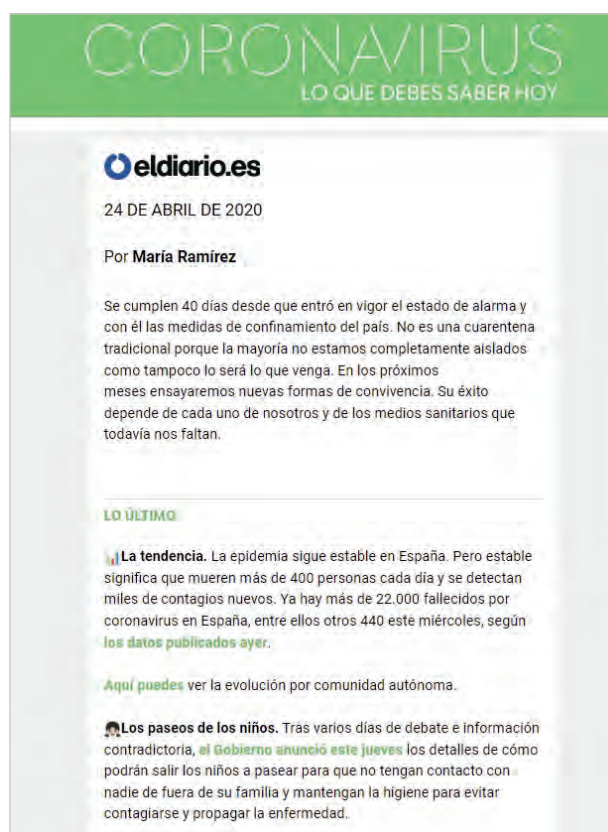 CORONAVIRUS
LO QUE DEBES SABER HOY
eldiario.es
24 DE ABRIL DE 2020
Por María Ramírez
Se cumplen 40 días desde que entró en vigor el estado de alarma y
con él las medidas de confinamiento del país. No es una cuarentena
tradicional porque la mayoría no estamos completamente aislados
como tampoco lo será lo que venga. En los próximos
meses ensayaremos nuevas formas de convivencia. Su éxito
depende de cada uno de nosotros y de los medios sanitarios que
todavía nos faltan.
LO ÚLTIMO
La tendencia. La epidemia sigue estable en España. Pero estable
significa que mueren más de 400 personas cada día y se detectan
miles de contagios nuevos. Ya hay más de 22.000 fallecidos por
coronavirus en España, entre ellos otros 440 este miércoles, según
los datos publicados ayer.
Aquí puedes ver la evolución por comunidad autónoma.
Los paseos de los niños. Tras varios días de debate e información
contradictoria, el Gobierno anunció este jueves los detalles de cómo
podrán salir los niños a pasear para que no tengan contacto con
nadie de fuera de su familia y mantengan la higiene para evitar
contagiarse y propagar la enfermedad.